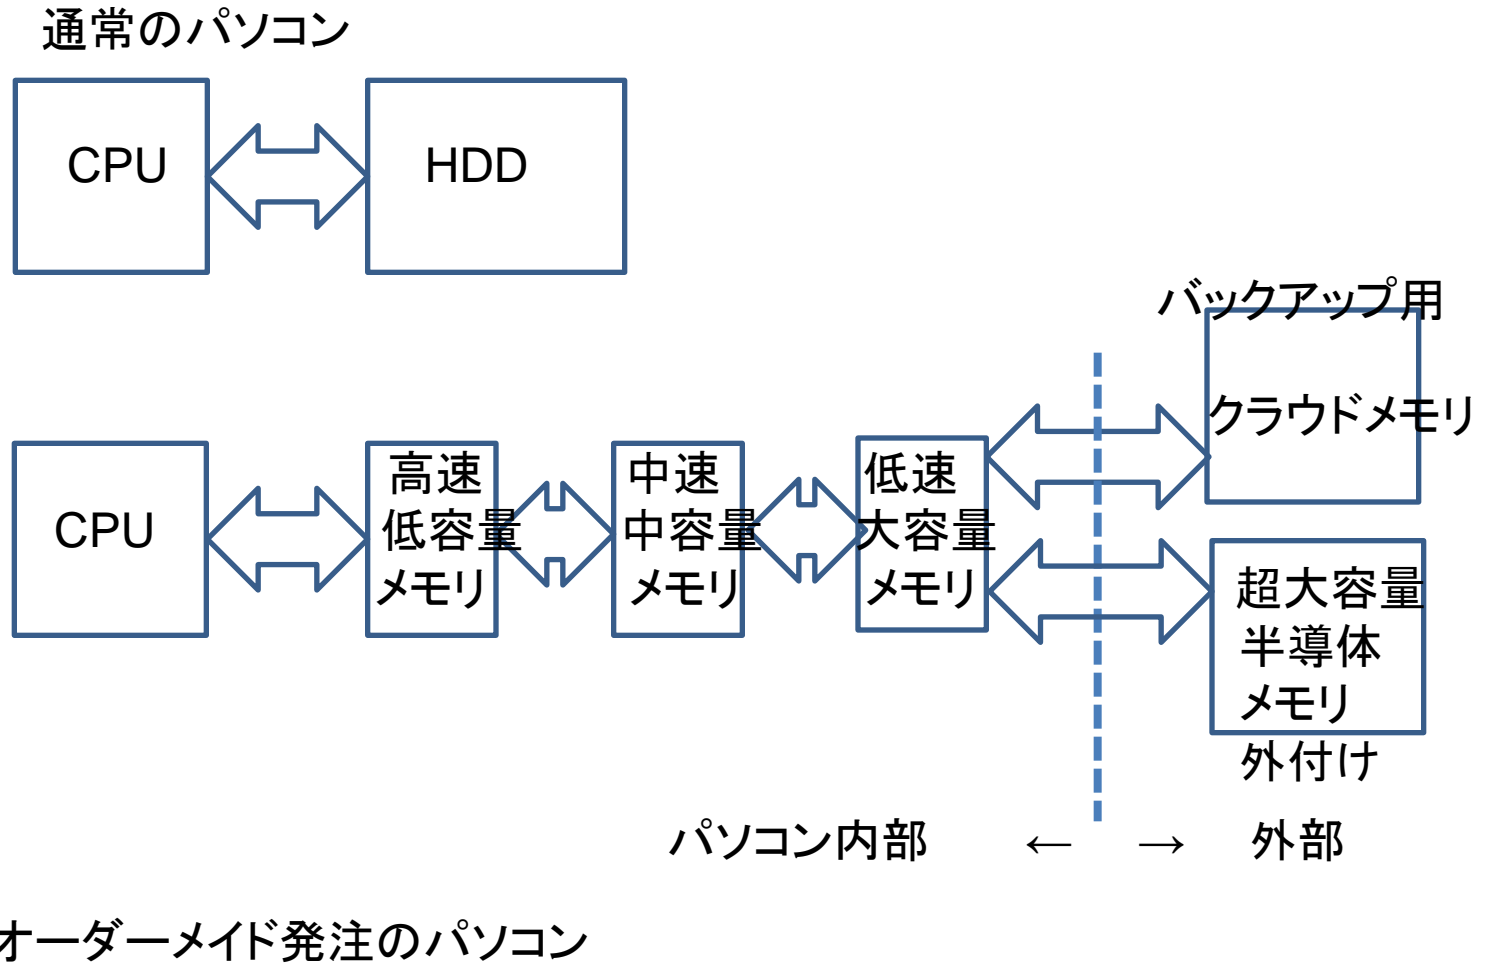 通常のパソコン
CPU
HDD
バックアップ用
クラウドメモリ
CPU
高速
低容量
メモリ
中速
中容量
メモリ
低速
大容量
メモリ
超大容量
半導体
メモリ
外付け
パソコン内部 ← → 外部
オーダーメイド発注のパソコン